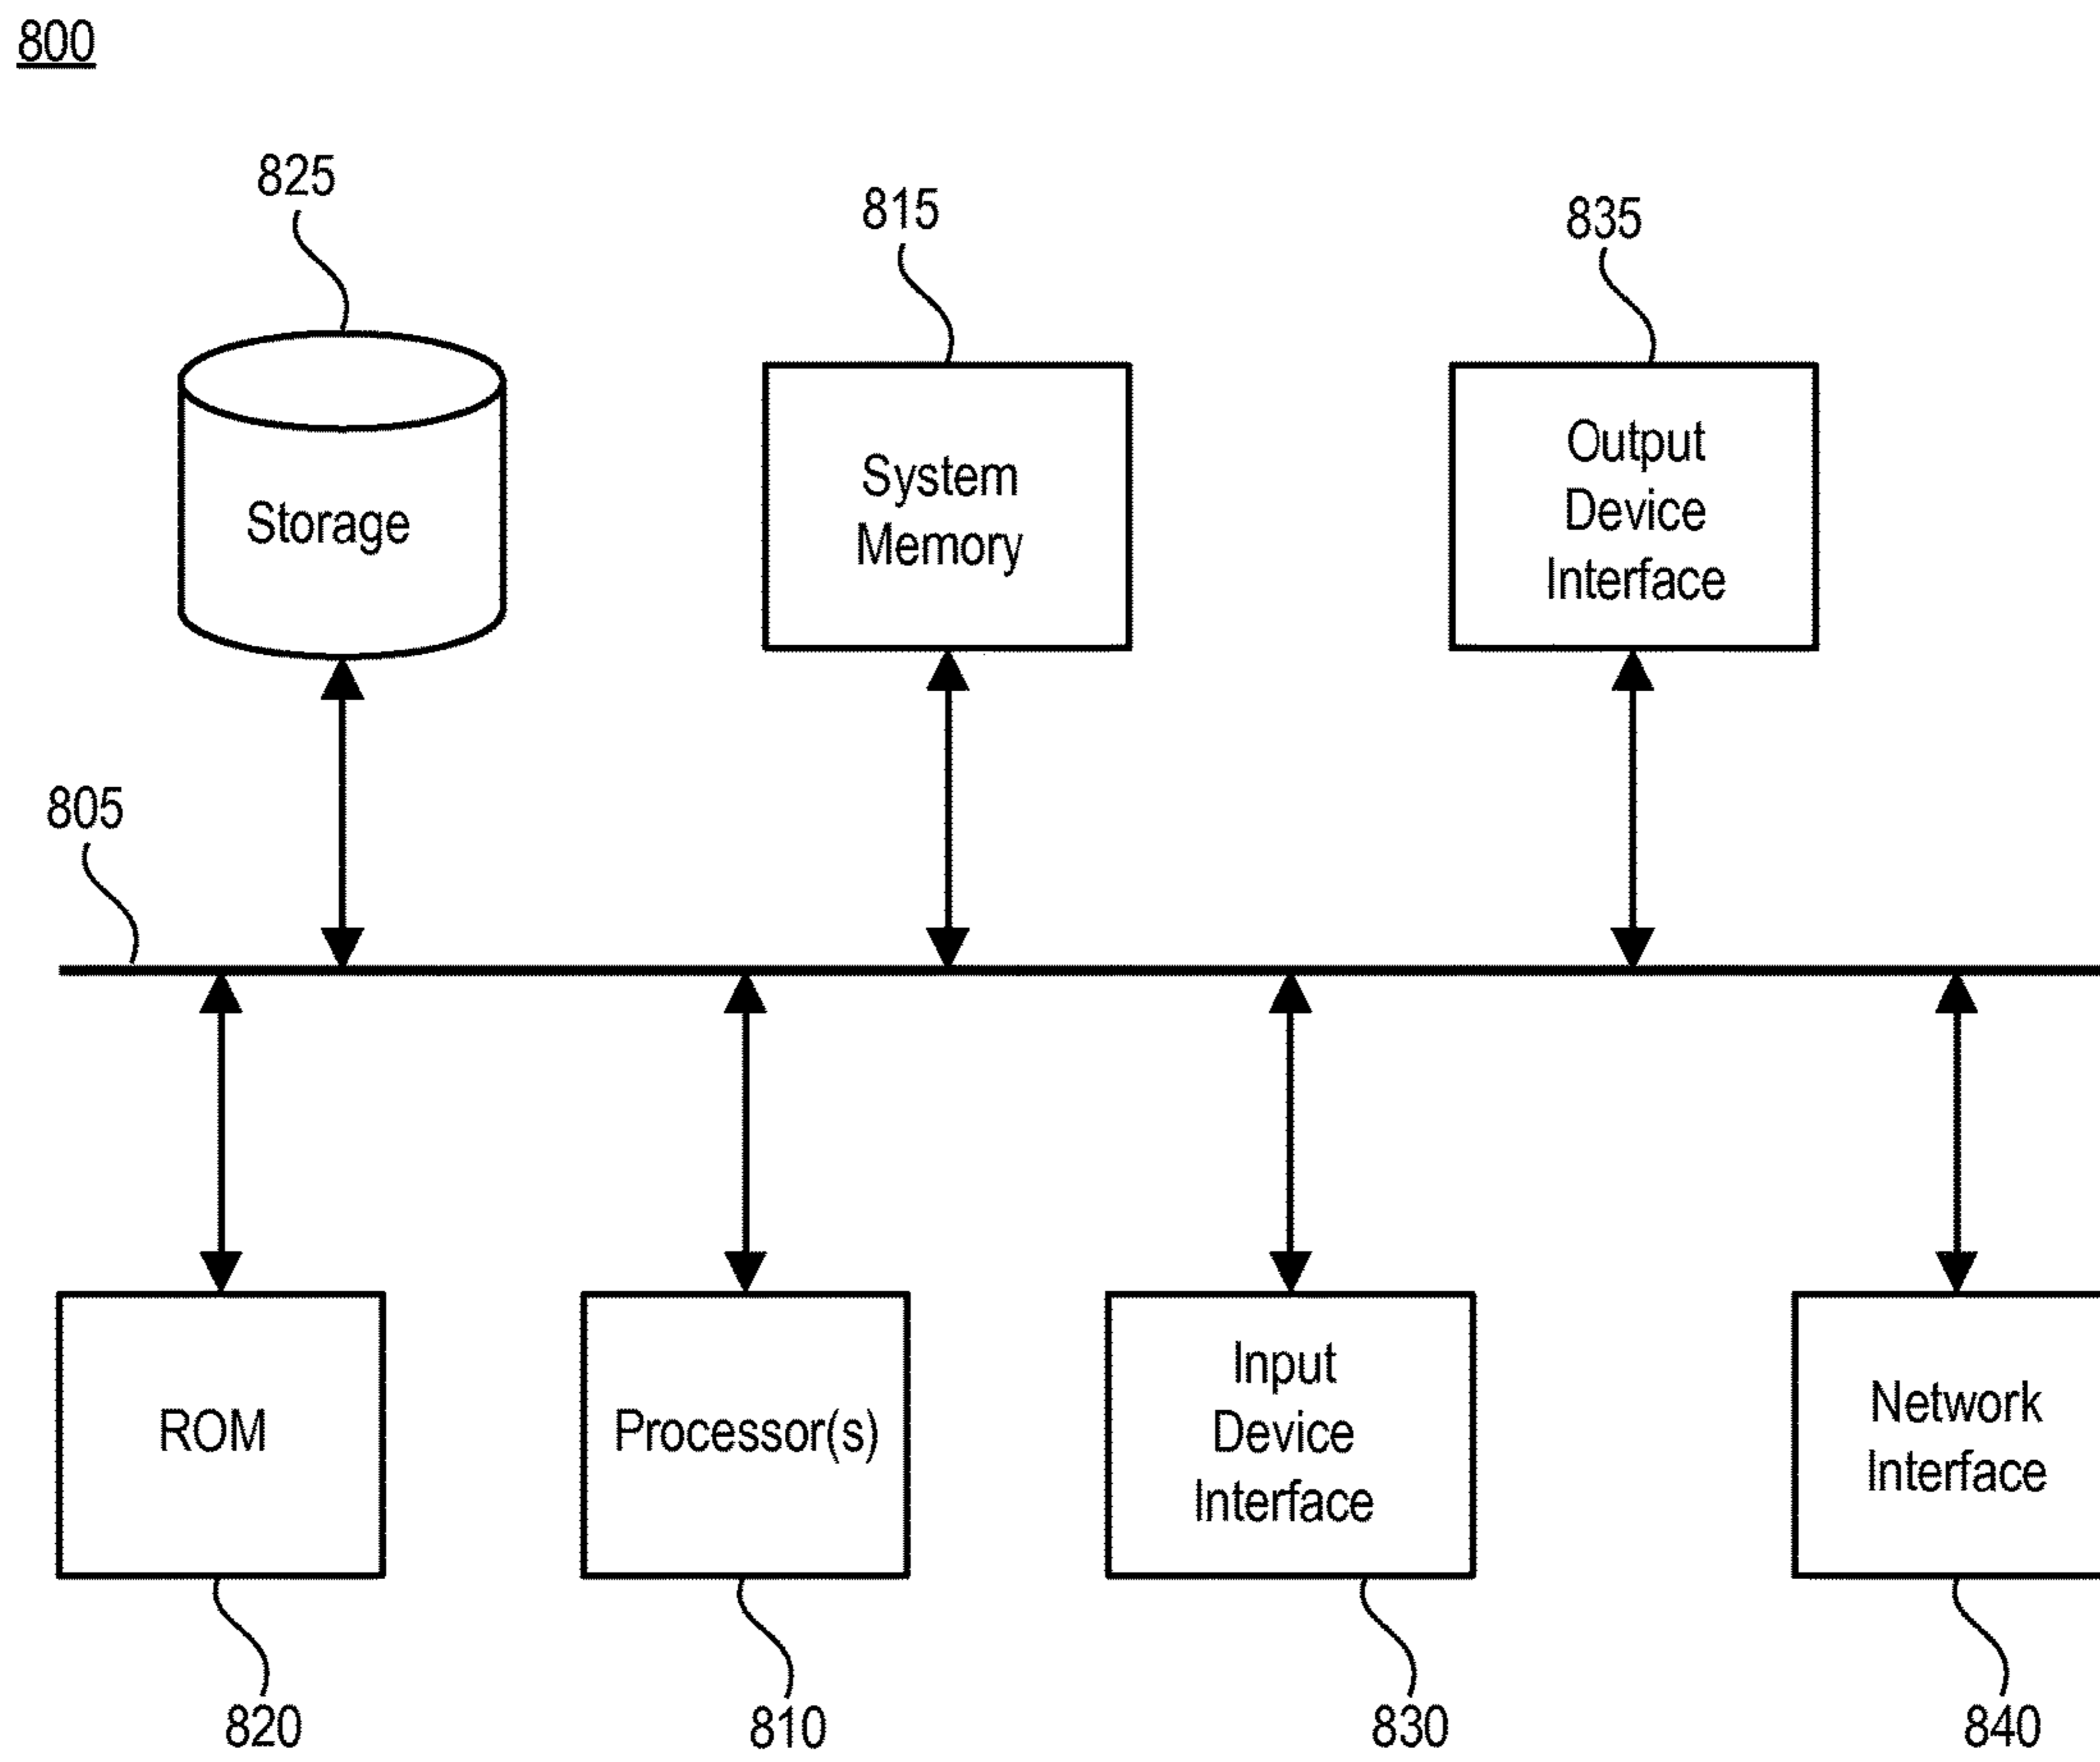 800
825
815
835
Storage
System
Memory
Output
Device
Interface
805
ROM
Processor(s)
Input
Device
Interface
Network
Interface
820
810
830
840